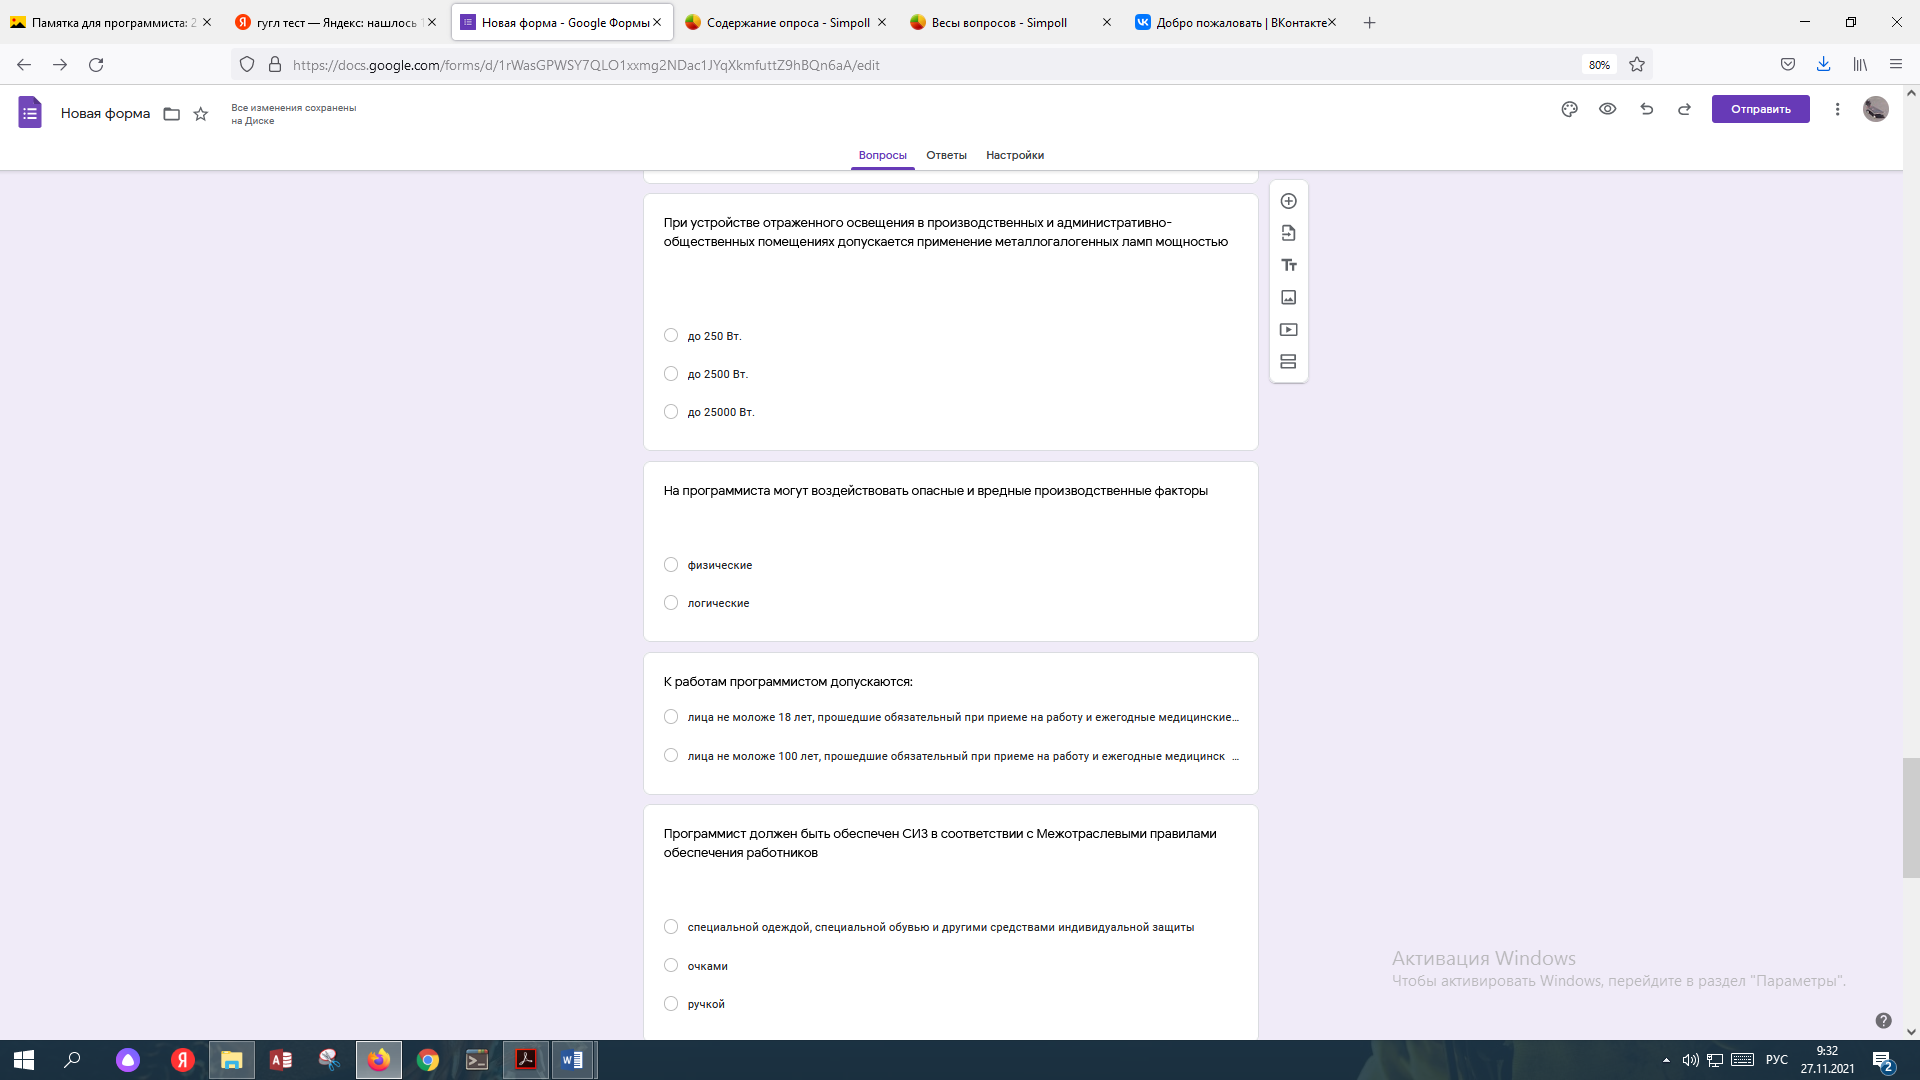 Памятка для программиста: 2
гугл тест — Яндекс: нашлось 1
Новая форма - Google Формы
Содержание опроса - Simpoll
Весы вопросов - Simpoll
Добро пожаловать | ВКонтакте
https://docs.google.com/forms/d/1rWasGPWSY7QLO1xxmg2NDac1JYqXkmfuttZ9hBQn6aA/edit
80%
Новая форма
Все изменения сохранены
на Диске
Отправить
Вопросы Ответы Настройки
При устройстве отраженного освещения в производственных и административно-
общественных помещениях допускается применение металлогалогенных ламп мощностью
до 250 Вт.
до 2500 Вт.
до 25000 Вт.
На программиста могут воздействовать опасные и вредные производственные факторы
физические
логические
К работам программистом допускаются:
лица не моложе 18 лет, прошедшие обязательный при приеме на работу и ежегодные медицинские...
лица не моложе 100 лет, прошедшие обязательный при приеме на работу и ежегодные медицинск ...
Программист должен быть обеспечен СИЗ в соответствии с Межотраслевыми правилами
обеспечения работников
специальной одеждой, специальной обувью и другими средствами индивидуальной защиты
очками
ручкой
Активация Windows
Чтобы активировать Windows, перейдите в раздел "Параметры".
РУС
9:32
27.11.2021
2